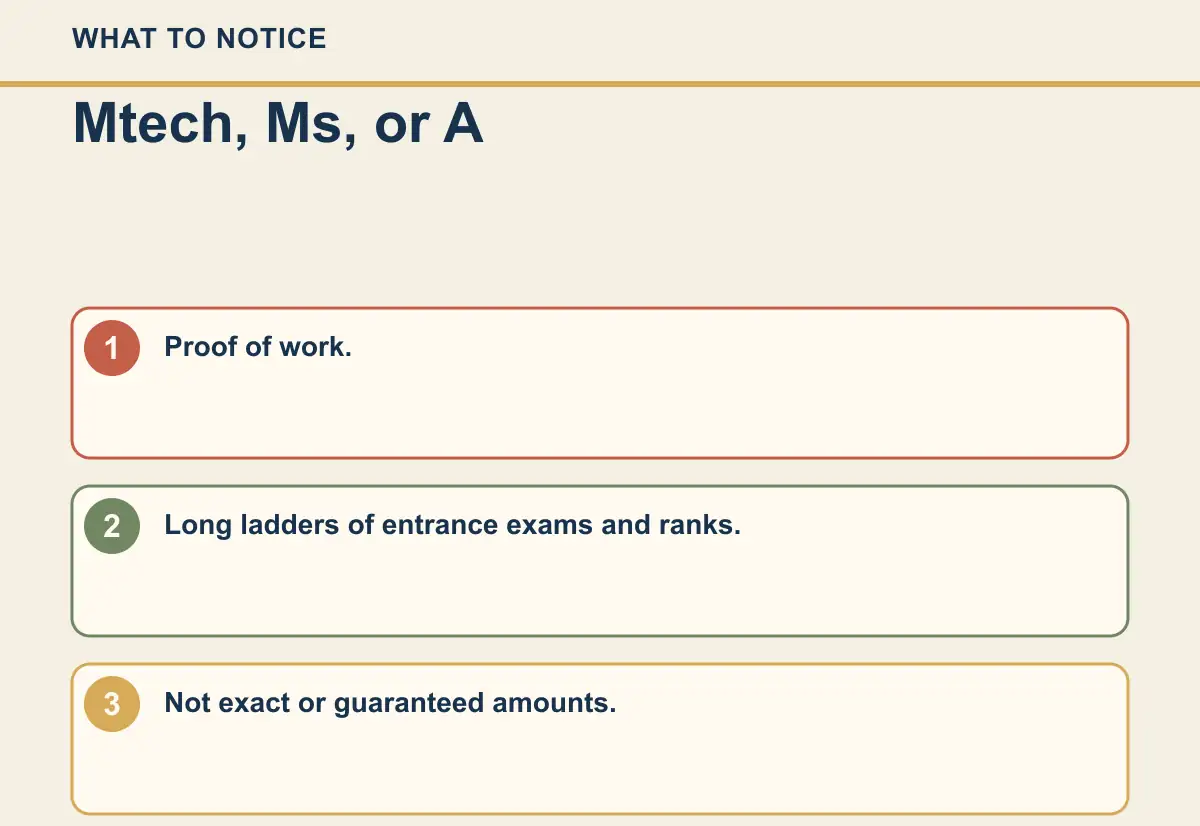 WHAT TO NOTICE
Mtech, Ms, or A
1 Proof of work.
2 Long ladders of entrance exams and ranks.
3 Not exact or guaranteed amounts.